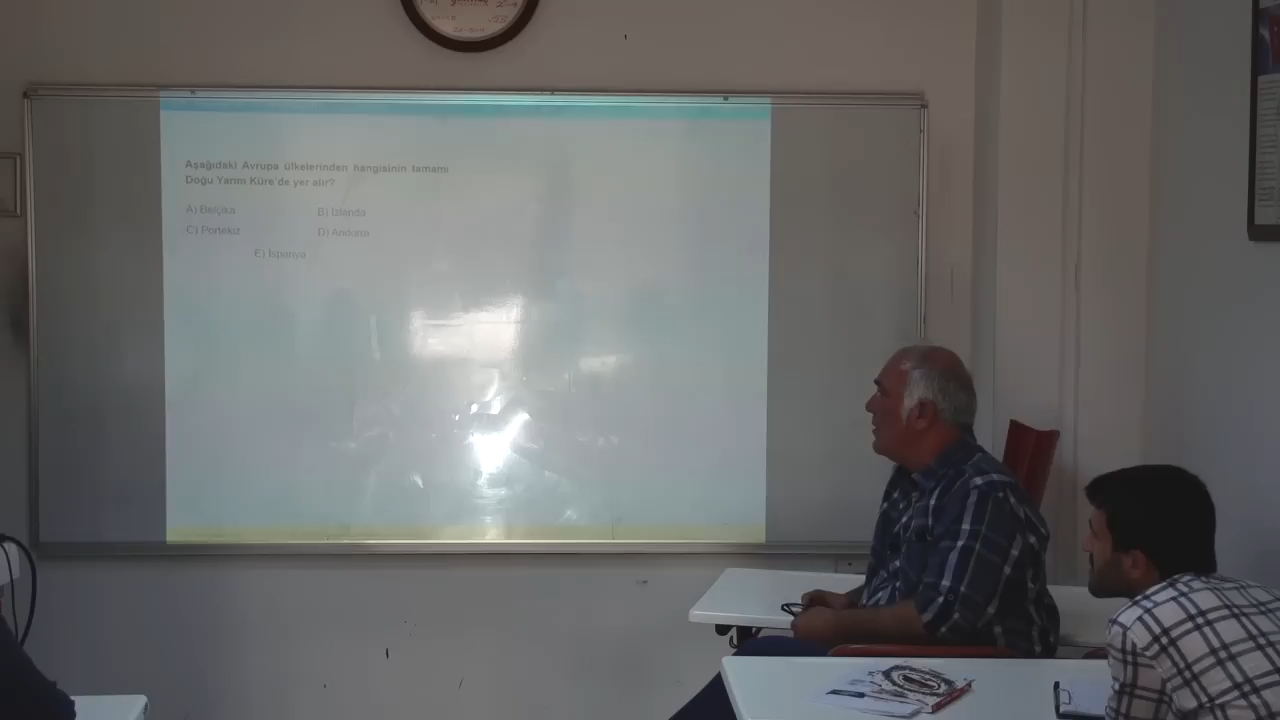 Aşağıdaki Avrupa ülkelerinden hangisinin tamamı
Doğu Yarım Küre'de yer alır?
A) Belçika
B) İzlanda
C) Portekiz
D) Andorra
E) İspanya